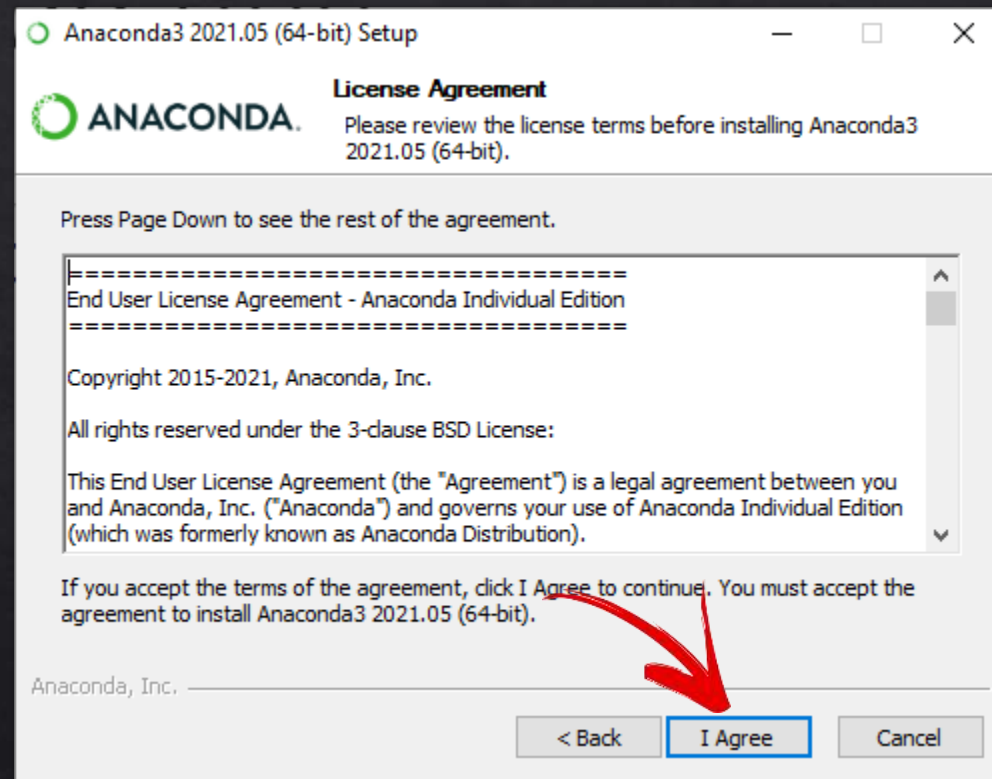 Anaconda3 2021.05 (64-bit) Setup
ANACONDA.
License Agreement
Please review the license terms before installing Anaconda3
2021.05 (64-bit).
Press Page Down to see the rest of the agreement.
===================================
End User License Agreement - Anaconda Individual Edition
===================================
Copyright 2015-2021, Anaconda, Inc.
All rights reserved under the 3-clause BSD License:
This End User License Agreement (the "Agreement") is a legal agreement between you
and Anaconda, Inc. ("Anaconda") and governs your use of Anaconda Individual Edition
(which was formerly known as Anaconda Distribution).
If you accept the terms of the agreement, click I Agree to continue. You must accept the
agreement to install Anaconda3 2021.05 (64-bit).
Anaconda, Inc.
< Back
I Agree
Cancel